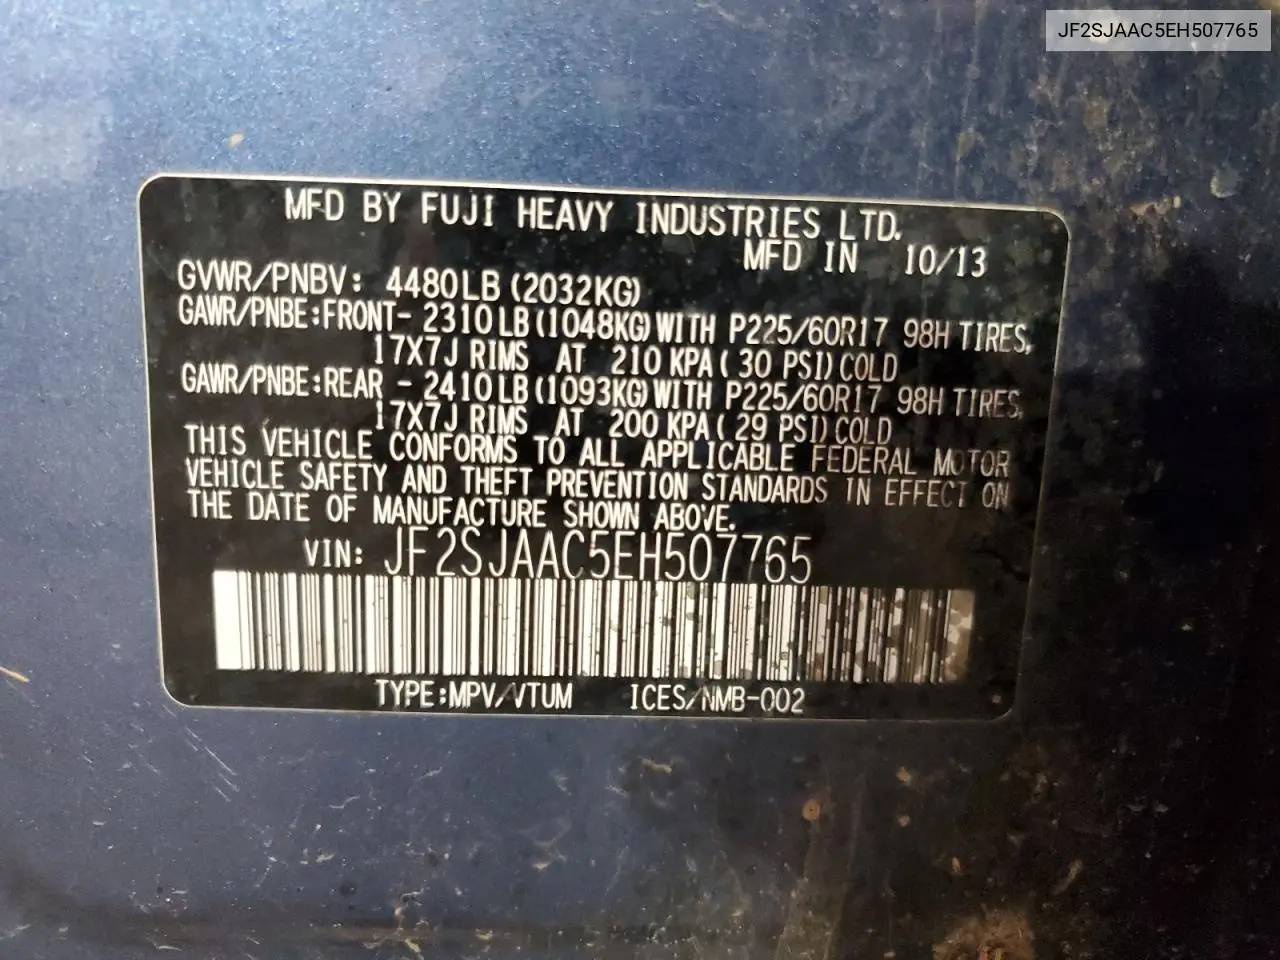 JF2SJAAC5EH507765
MFD BY FUJI HEAVY INDUSTRIES LTD.
MFD IN 10/13
GVWR/PNBV: 4480LB (2032KG)
GAWR/PNBE:FRONT- 2310LB(1048KG)WITH P225/60R17 98H TIRES,
17X7J RIMS AT 210 KPA( 30 PSI)COLD
GAWR/PNBE:REAR - 2410LB(1093KG)WITH P225/60R17 98H TIRES,
17X7J RIMS AT 200 KPA( 29 PSI)COLD
THIS VEHICLE CONFORMS TO ALL APPLICABLE FEDERAL MOTOR
VEHICLE SAFETY AND THEFT PREVENTION STANDARDS IN EFFECT ON
THE DATE OF MANUFACTURE SHOWN ABOVE.
VIN: JF2SJAAC5EH507765
TYPE:MPV/VTUM ICES/NMB-002